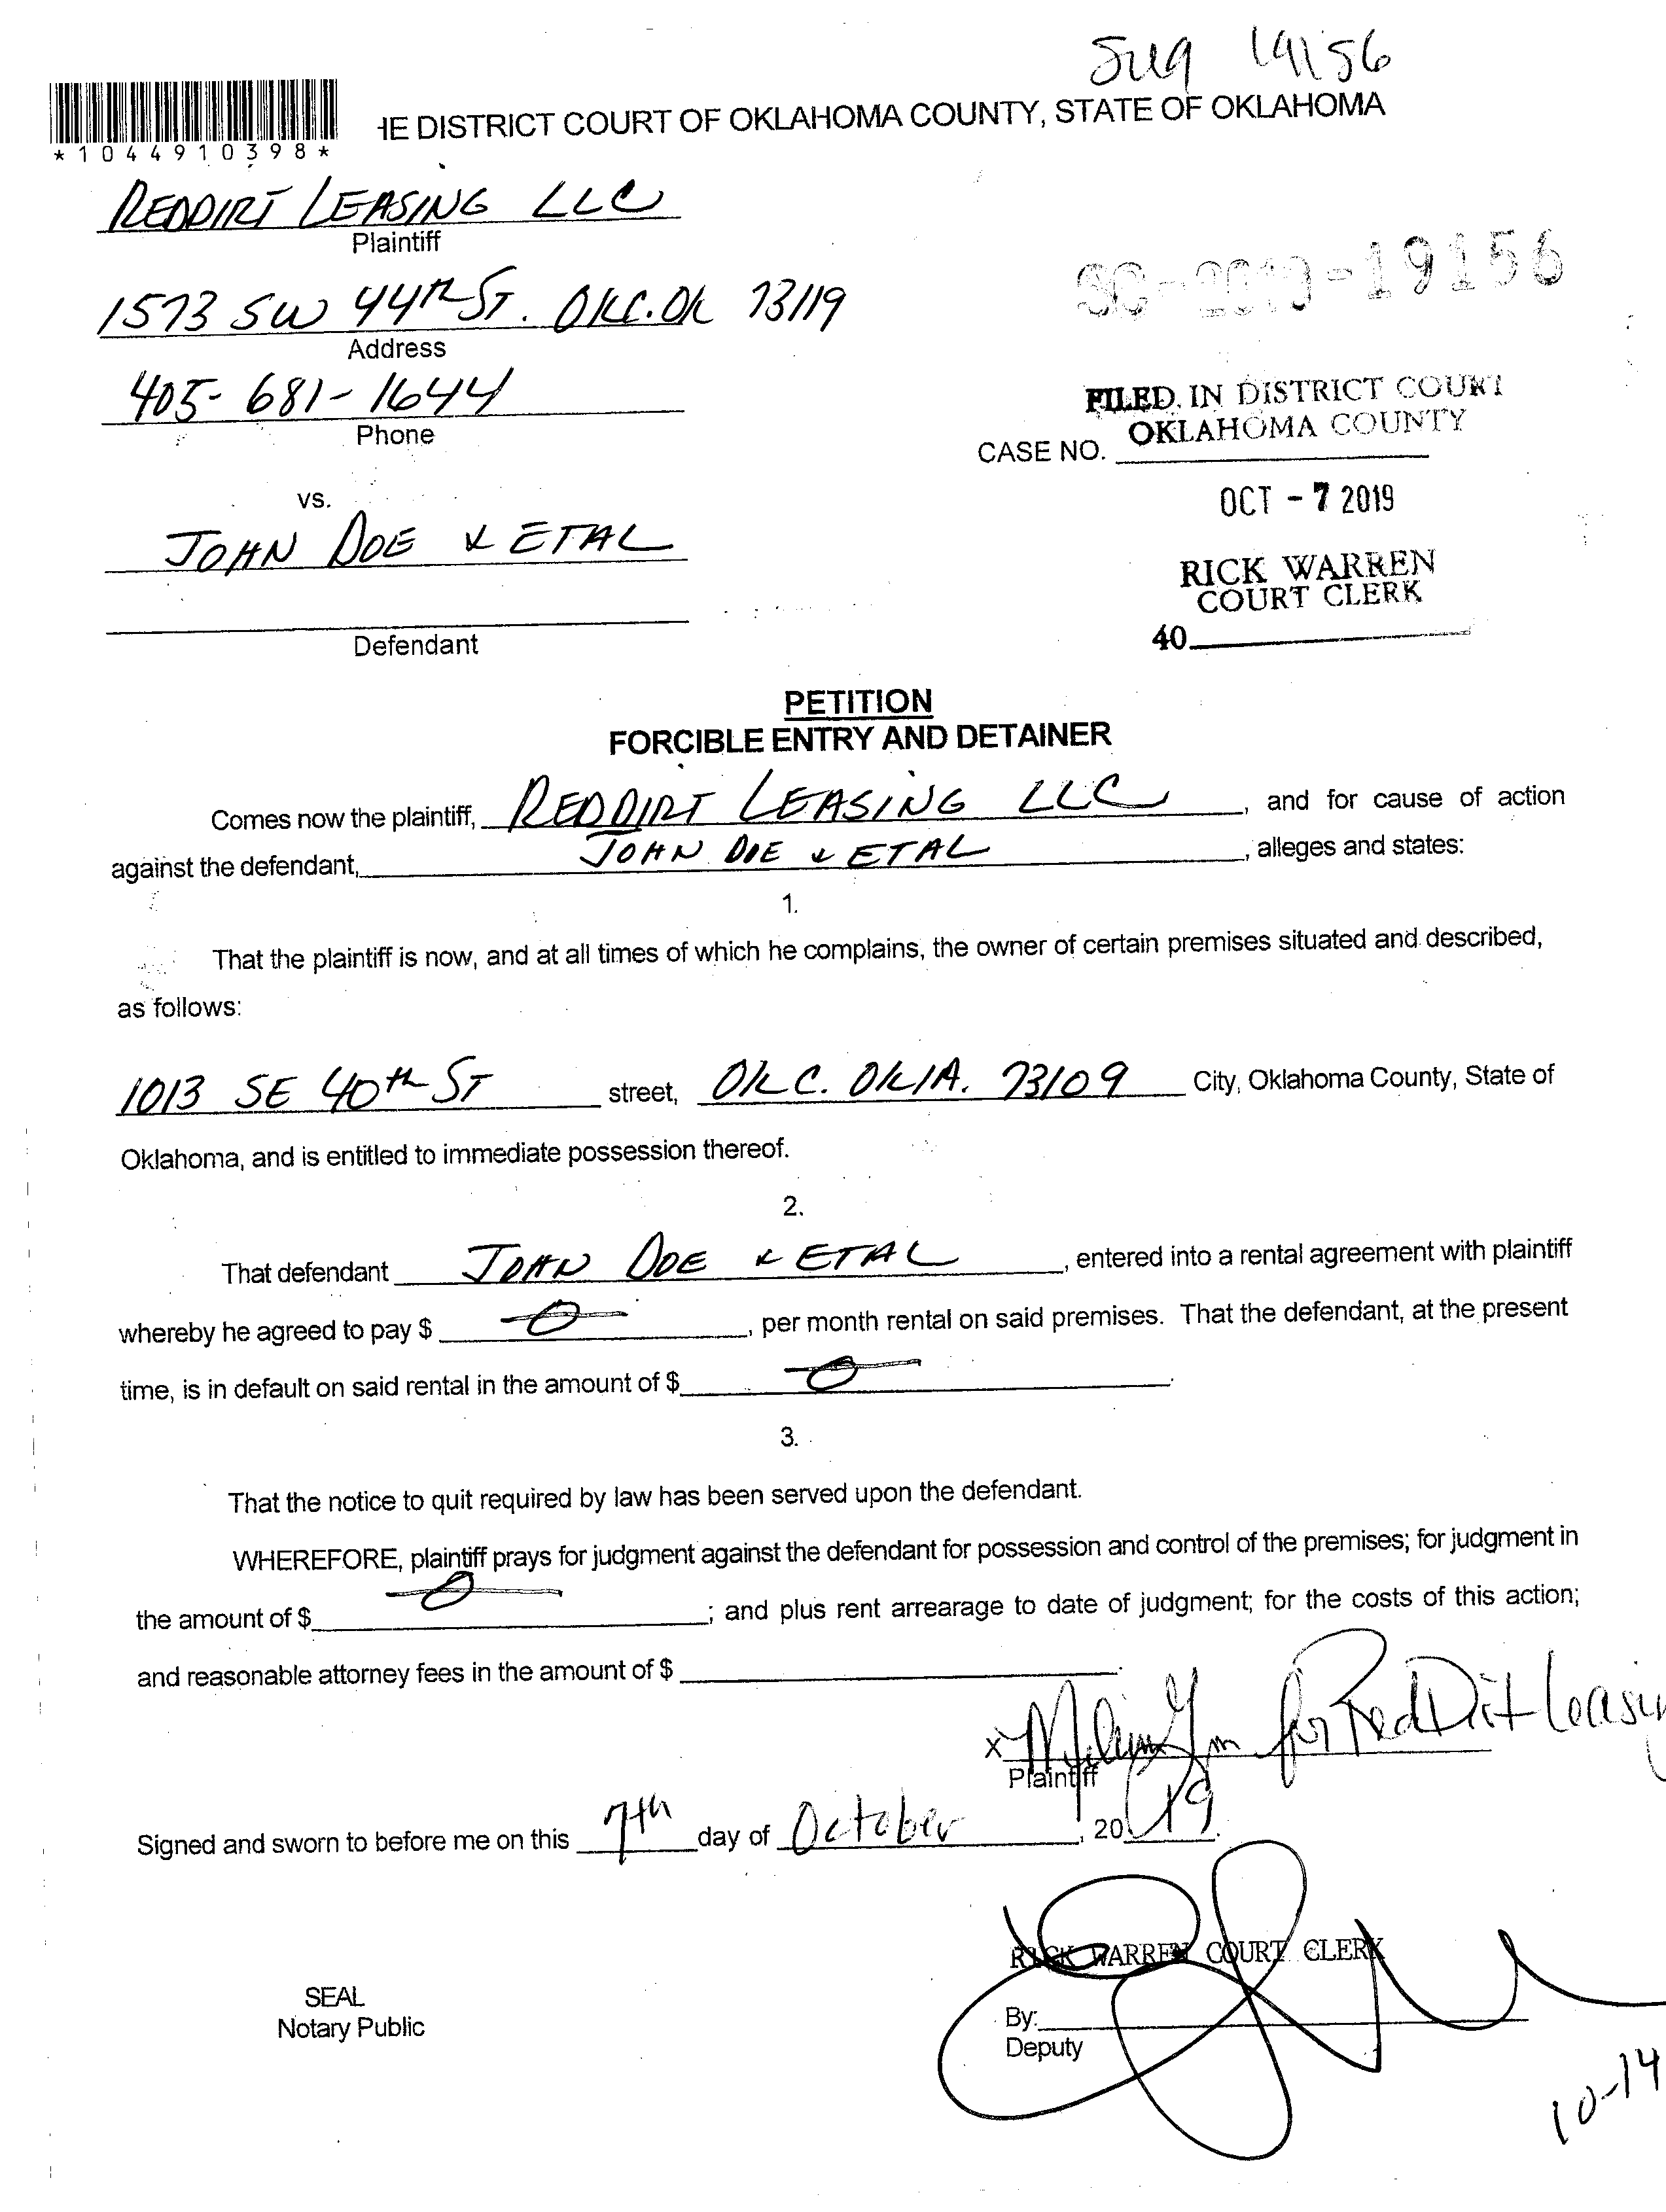 19156
HE DISTRICT COURT OF OKLAHOMA COUNTY, STATE OF OKLAHOMA
*1044910398*
REDDIRT LEASING LLC
Plaintiff
1573 SW 44TH ST. OKC. OK 73119
SC-2019-19156
Address
405-681-1644
Phone
FILED IN DISTRICT COURT
OKLAHOMA COUNTY
CASE NO.
OCT - 7 2019
vs.
JOHN DOE & ETAL
RICK WARREN
COURT CLERK
40
Defendant
PETITION
FORCIBLE ENTRY AND DETAINER
Comes now the plaintiff, REDDIRT LEASING LLC, and for cause of action
against the defendant, JOHN DOE & ETAL, alleges and states:
1.
That the plaintiff is now, and at all times of which he complains, the owner of certain premises situated and described,
as follows:
1013 SE 40th ST street, OKC. OKLA. 73109 City, Oklahoma County, State of
Oklahoma, and is entitled to immediate possession thereof.
2.
That defendant JOHN DOE & ETAL, entered into a rental agreement with plaintiff
whereby he agreed to pay $ 0, per month rental on said premises. That the defendant, at the present
time, is in default on said rental in the amount of $ 0.
3.
That the notice to quit required by law has been served upon the defendant.
WHEREFORE, plaintiff prays for judgment against the defendant for possession and control of the premises; for judgment in
the amount of $ 0; and plus rent arrearage to date of judgment; for the costs of this action;
and reasonable attorney fees in the amount of $.
x for Red Dirt Leasin
Plaintiff
Signed and sworn to before me on this 7th day of October, 2019.
RICK WARREN COURT CLERK
SEAL
Notary Public
By:
Deputy
10-14